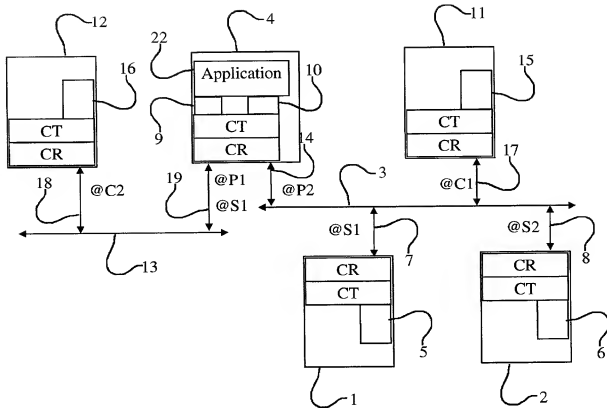 12
4
11
22
16
Application
10
15
9
CT
CT
14
CT
CR
CR
CR
17
18
@C2
19
@P1
@P2
3
@C1
@S1
13
@S1
7
@S2
8
CR
CR
CT
CT
5
6
1
2